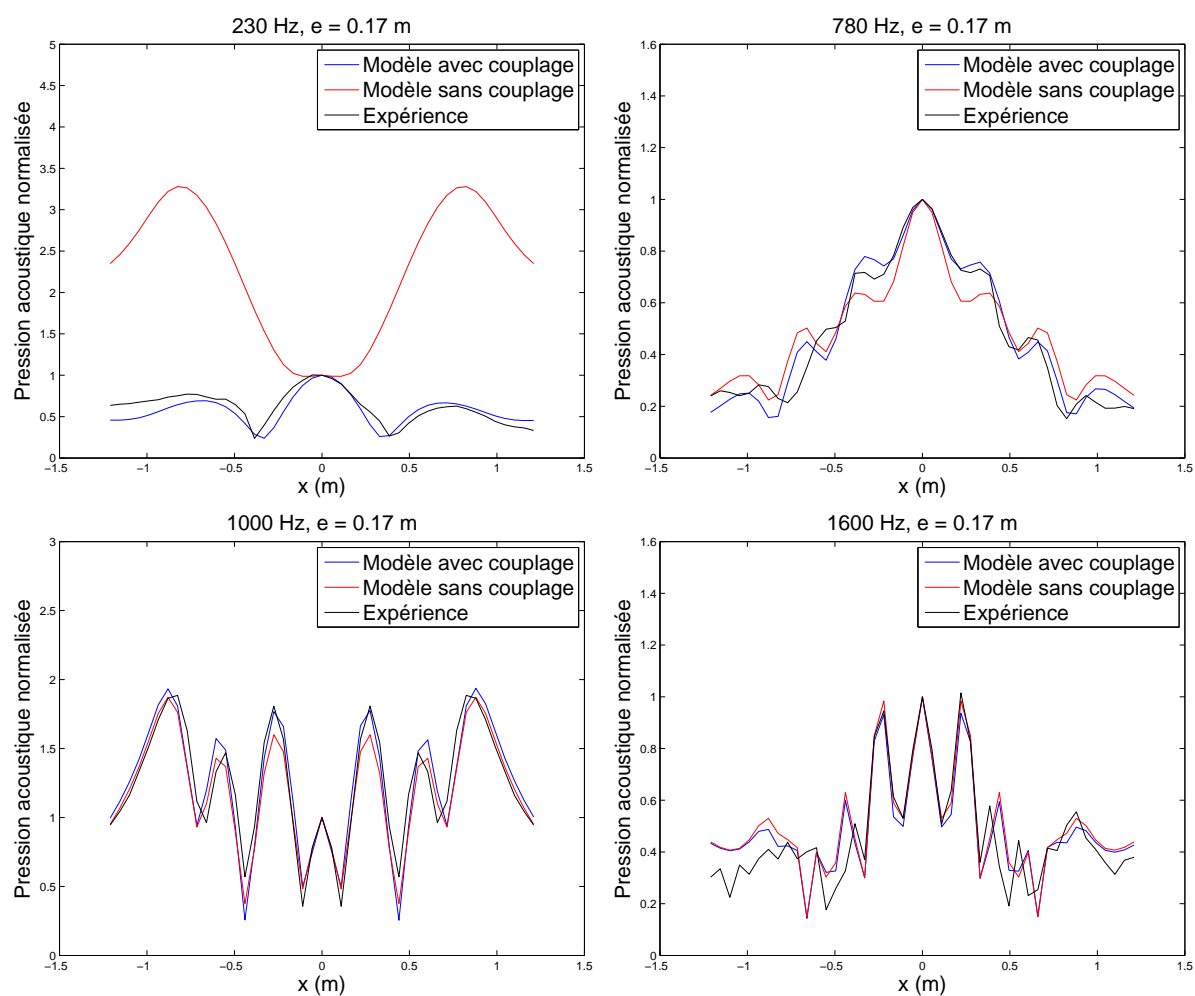 230 Hz, e = 0.17 m
5
4.5
4
3.5
3
2.5
2
1.5
1
0.5
0
Pression acoustique normalisée
Modèle avec couplage
Modèle sans couplage
Expérience
−1.5 −1 −0.5 0 0.5 1 1.5
x (m)
780 Hz, e = 0.17 m
1.6
1.4
1.2
1
0.8
0.6
0.4
0.2
0
Pression acoustique normalisée
Modèle avec couplage
Modèle sans couplage
Expérience
−1.5 −1 −0.5 0 0.5 1 1.5
x (m)
1000 Hz, e = 0.17 m
3
2.5
2
1.5
1
0.5
0
Pression acoustique normalisée
Modèle avec couplage
Modèle sans couplage
Expérience
−1.5 −1 −0.5 0 0.5 1 1.5
x (m)
1600 Hz, e = 0.17 m
1.6
1.4
1.2
1
0.8
0.6
0.4
0.2
0
Pression acoustique normalisée
Modèle avec couplage
Modèle sans couplage
Expérience
−1.5 −1 −0.5 0 0.5 1 1.5
x (m)